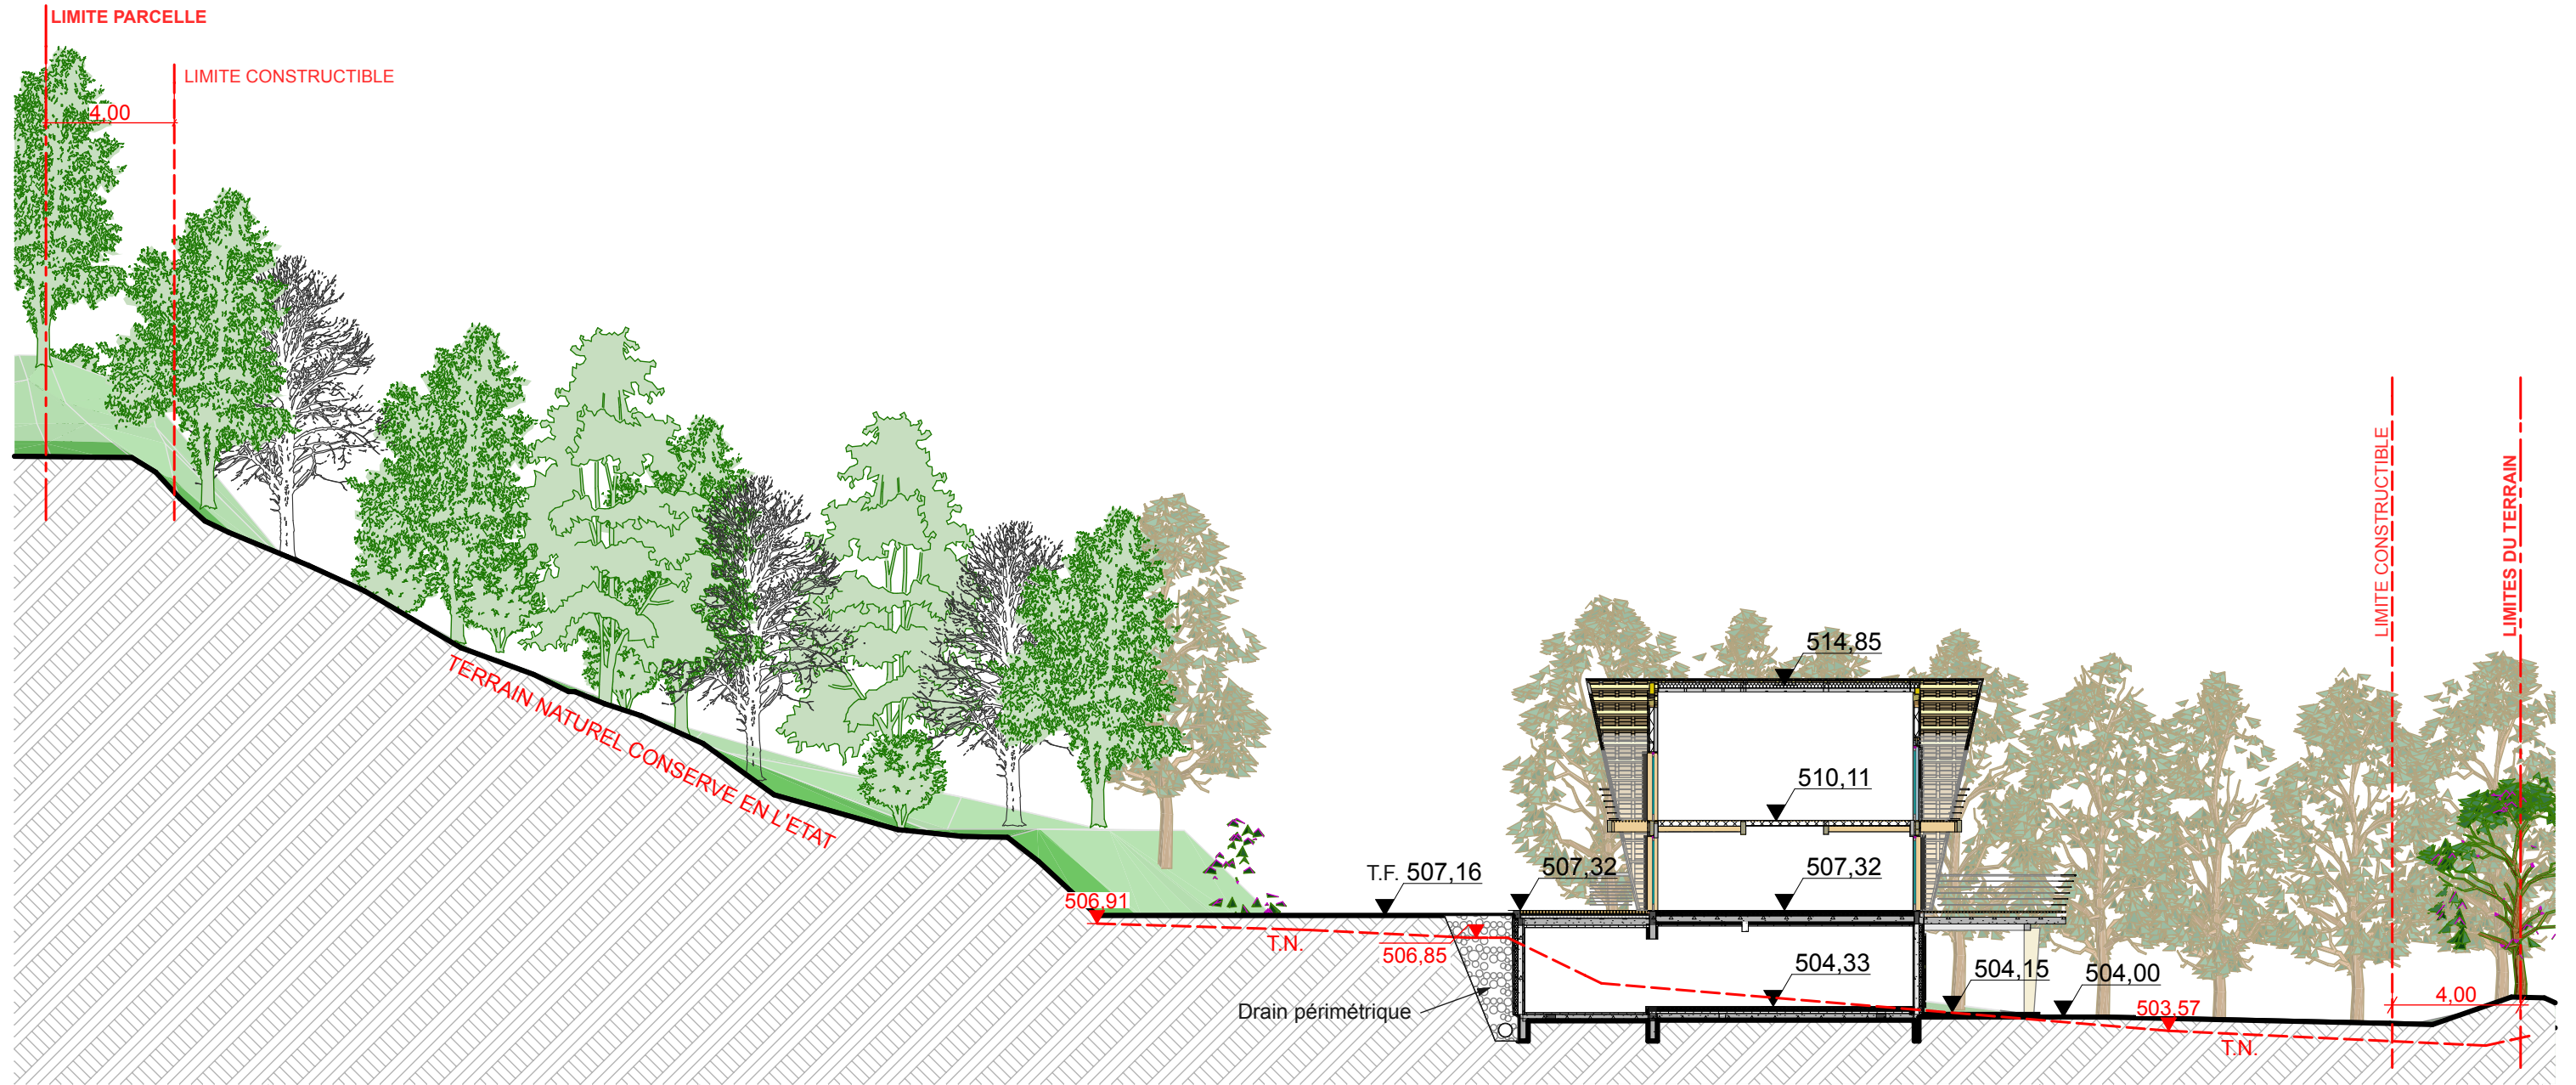 LIMITE PARCELLE
LIMITE CONSTRUCTIBLE
4,00
TERRAIN NATUREL CONSERVE EN L'ETAT
514,85
510,11
507,32
507,32
T.F. 507,16
506,91
T.N.
506,85
504,33
Drain périmétrique
504,15
504,00
503,57
T.N.
LIMITE CONSTRUCTIBLE
LIMITES DU TERRAIN
4,00